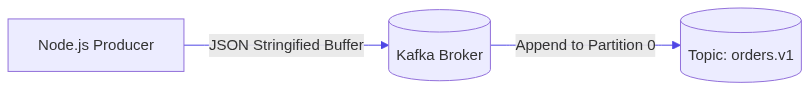 Node.js Producer
JSON Stringified Buffer
Kafka Broker
Append to Partition 0
Topic: orders.v1